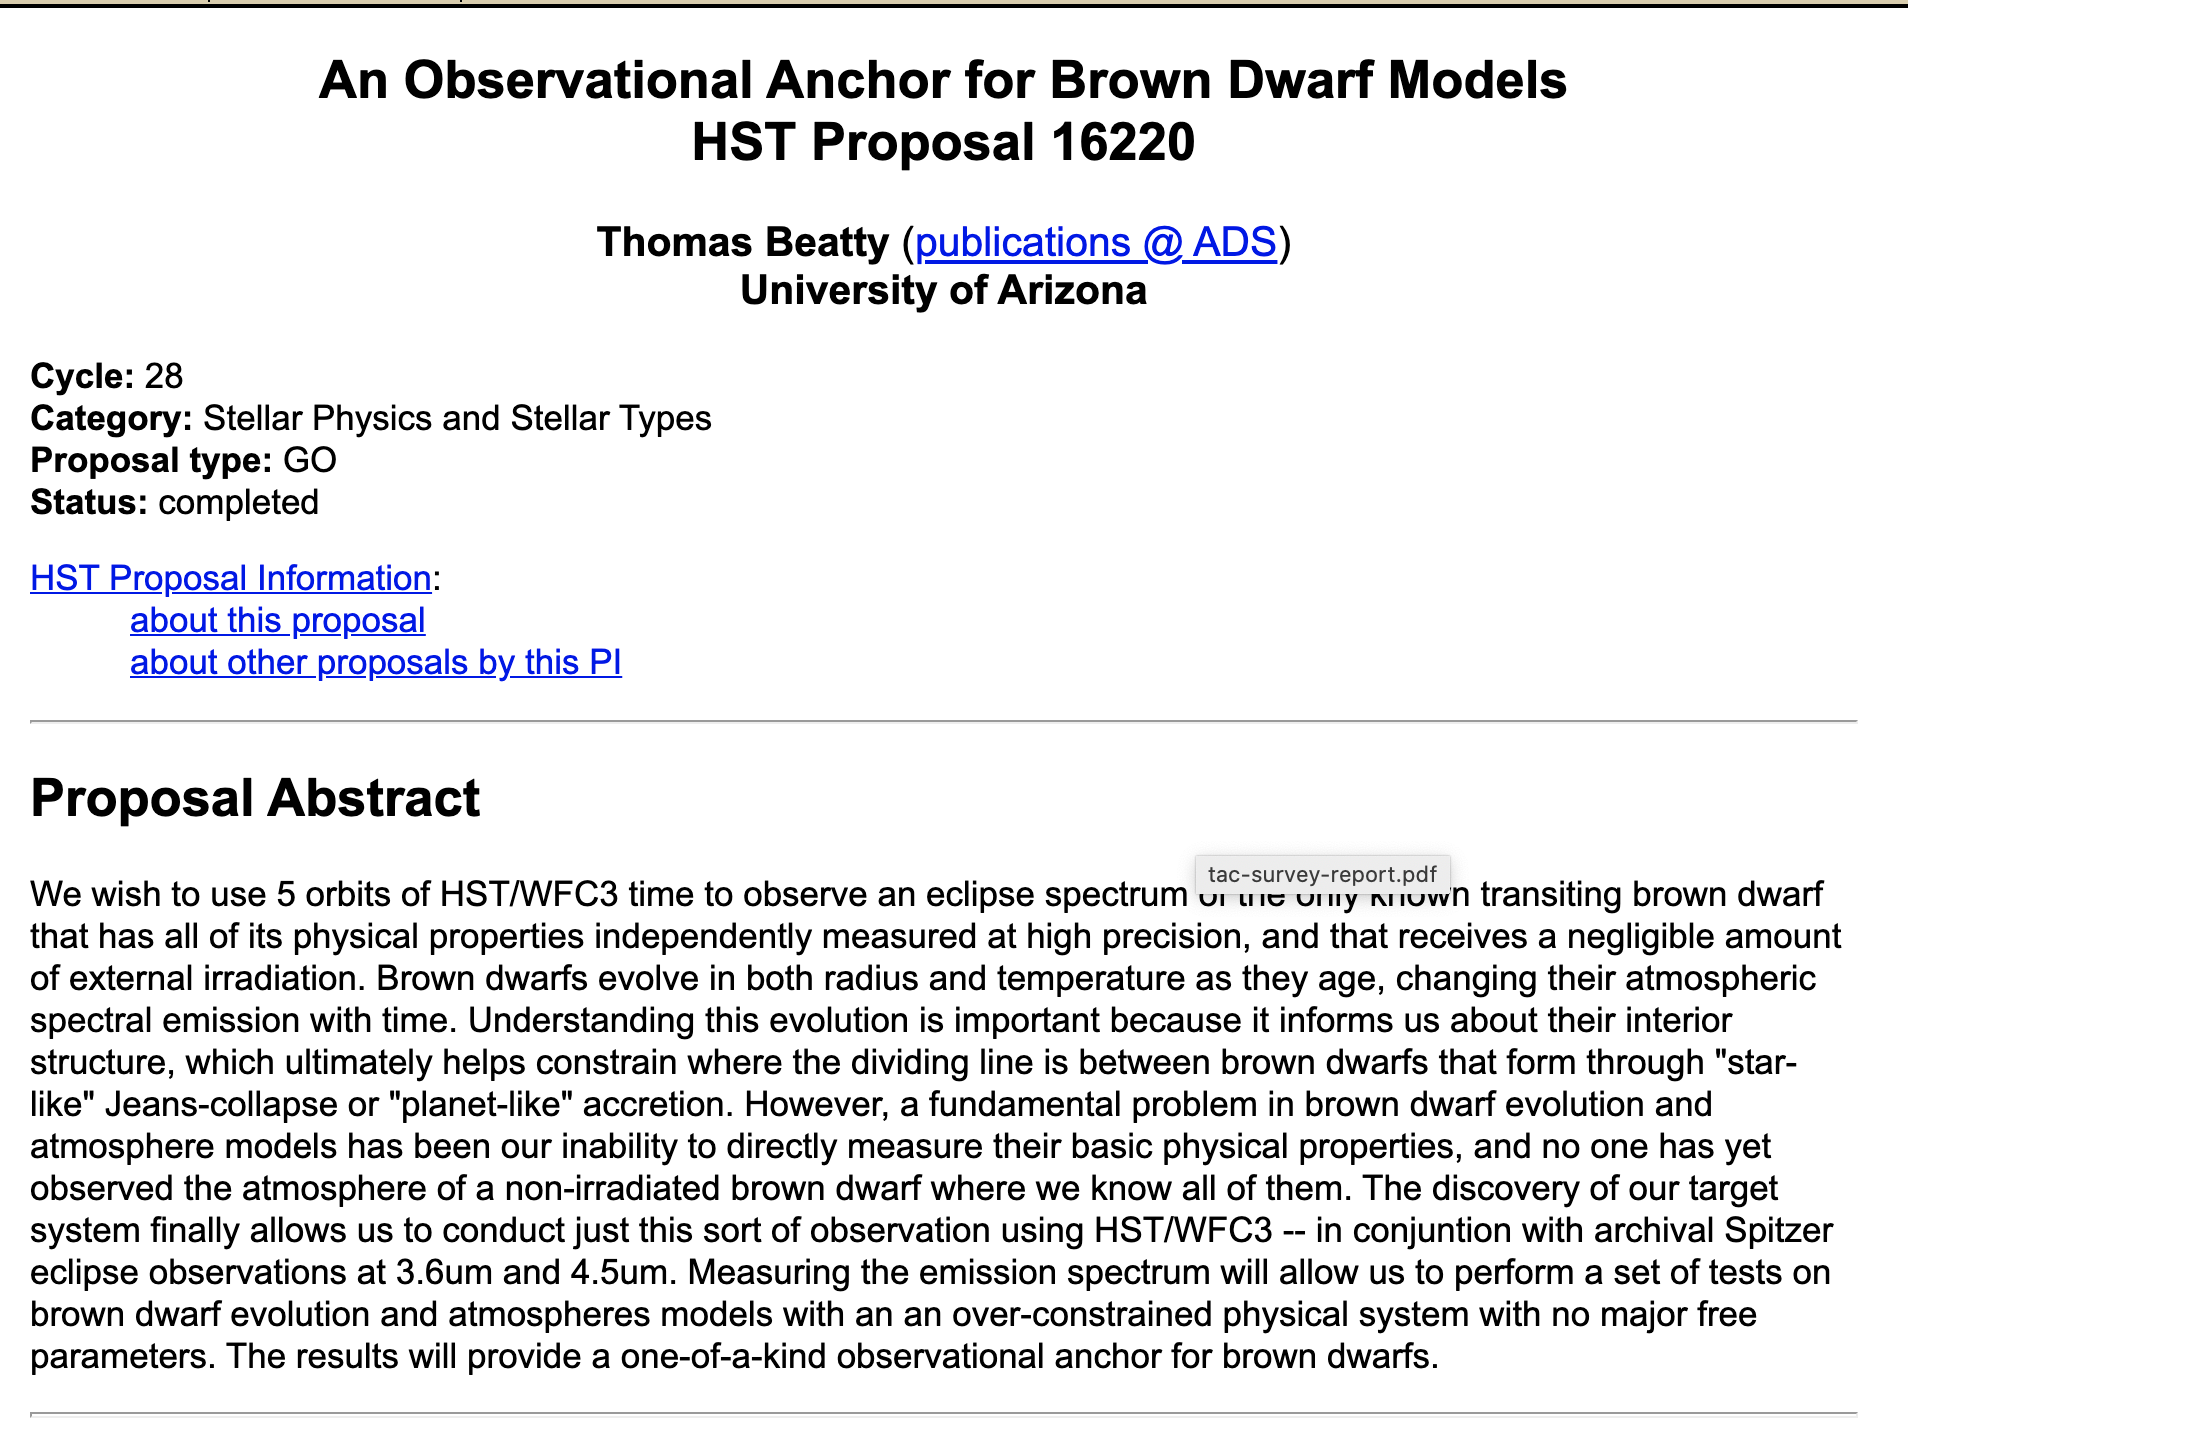 An Observational Anchor for Brown Dwarf Models
HST Proposal 16220
Thomas Beatty (publications @ ADS)
University of Arizona
Cycle: 28
Category: Stellar Physics and Stellar Types
Proposal type: GO
Status: completed
HST Proposal Information:
about this proposal
about other proposals by this PI
Proposal Abstract
tac-survey-report.pdf
We wish to use 5 orbits of HST/WFC3 time to observe an eclipse spectrum of the only known transiting brown dwarf
that has all of its physical properties independently measured at high precision, and that receives a negligible amount
of external irradiation. Brown dwarfs evolve in both radius and temperature as they age, changing their atmospheric
spectral emission with time. Understanding this evolution is important because it informs us about their interior
structure, which ultimately helps constrain where the dividing line is between brown dwarfs that form through "star-
like" Jeans-collapse or "planet-like" accretion. However, a fundamental problem in brown dwarf evolution and
atmosphere models has been our inability to directly measure their basic physical properties, and no one has yet
observed the atmosphere of a non-irradiated brown dwarf where we know all of them. The discovery of our target
system finally allows us to conduct just this sort of observation using HST/WFC3 -- in conjuntion with archival Spitzer
eclipse observations at 3.6um and 4.5um. Measuring the emission spectrum will allow us to perform a set of tests on
brown dwarf evolution and atmospheres models with an an over-constrained physical system with no major free
parameters. The results will provide a one-of-a-kind observational anchor for brown dwarfs.